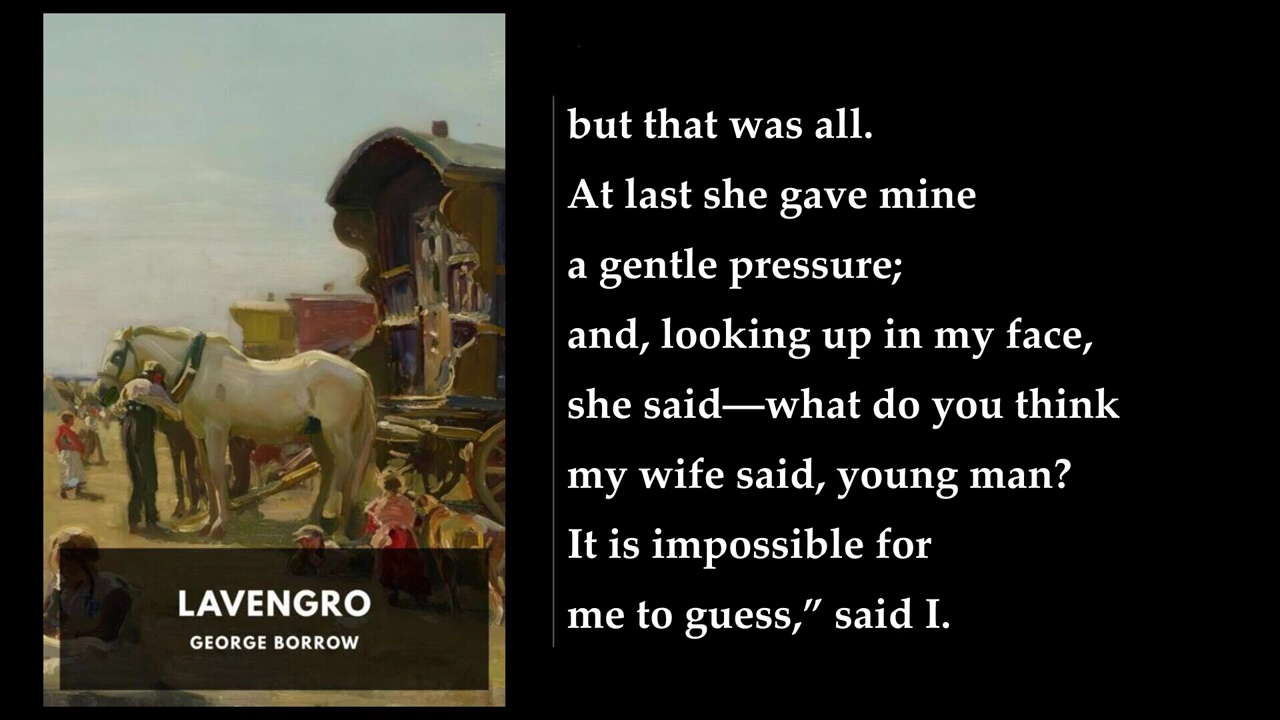 LAVENGRO
GEORGE BORROW
but that was all.
At last she gave mine
a gentle pressure;
and, looking up in my face,
she said—what do you think
my wife said, young man?
It is impossible for
me to guess,” said I.